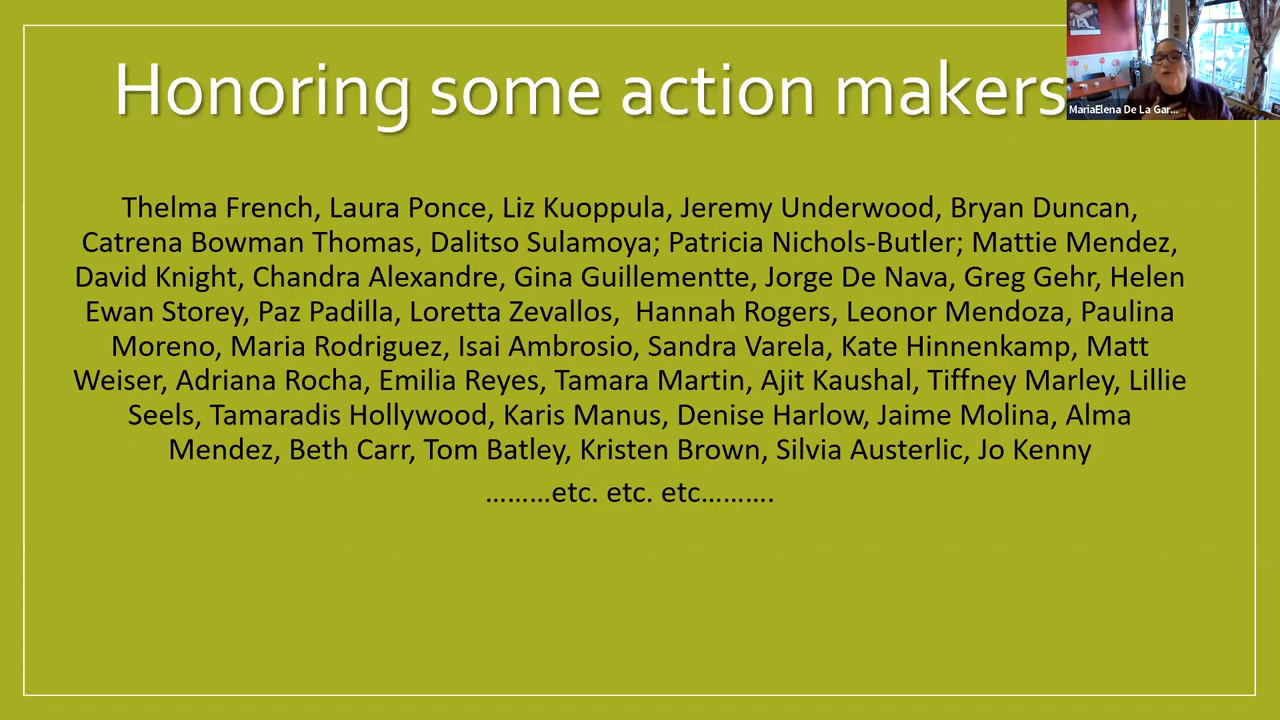 Honoring some action makers
MariaElena De La Gar...
Thelma French, Laura Ponce, Liz Kuoppula, Jeremy Underwood, Bryan Duncan,
Catrena Bowman Thomas, Dalitso Sulamoya; Patricia Nichols-Butler; Mattie Mendez,
David Knight, Chandra Alexandre, Gina Guillementte, Jorge De Nava, Greg Gehr, Helen
Ewan Storey, Paz Padilla, Loretta Zevallos,  Hannah Rogers, Leonor Mendoza, Paulina
Moreno, Maria Rodriguez, Isai Ambrosio, Sandra Varela, Kate Hinnenkamp, Matt
Weiser, Adriana Rocha, Emilia Reyes, Tamara Martin, Ajit Kaushal, Tiffney Marley, Lillie
Seels, Tamaradis Hollywood, Karis Manus, Denise Harlow, Jaime Molina, Alma
Mendez, Beth Carr, Tom Batley, Kristen Brown, Silvia Austerlic, Jo Kenny
………etc. etc. etc……….